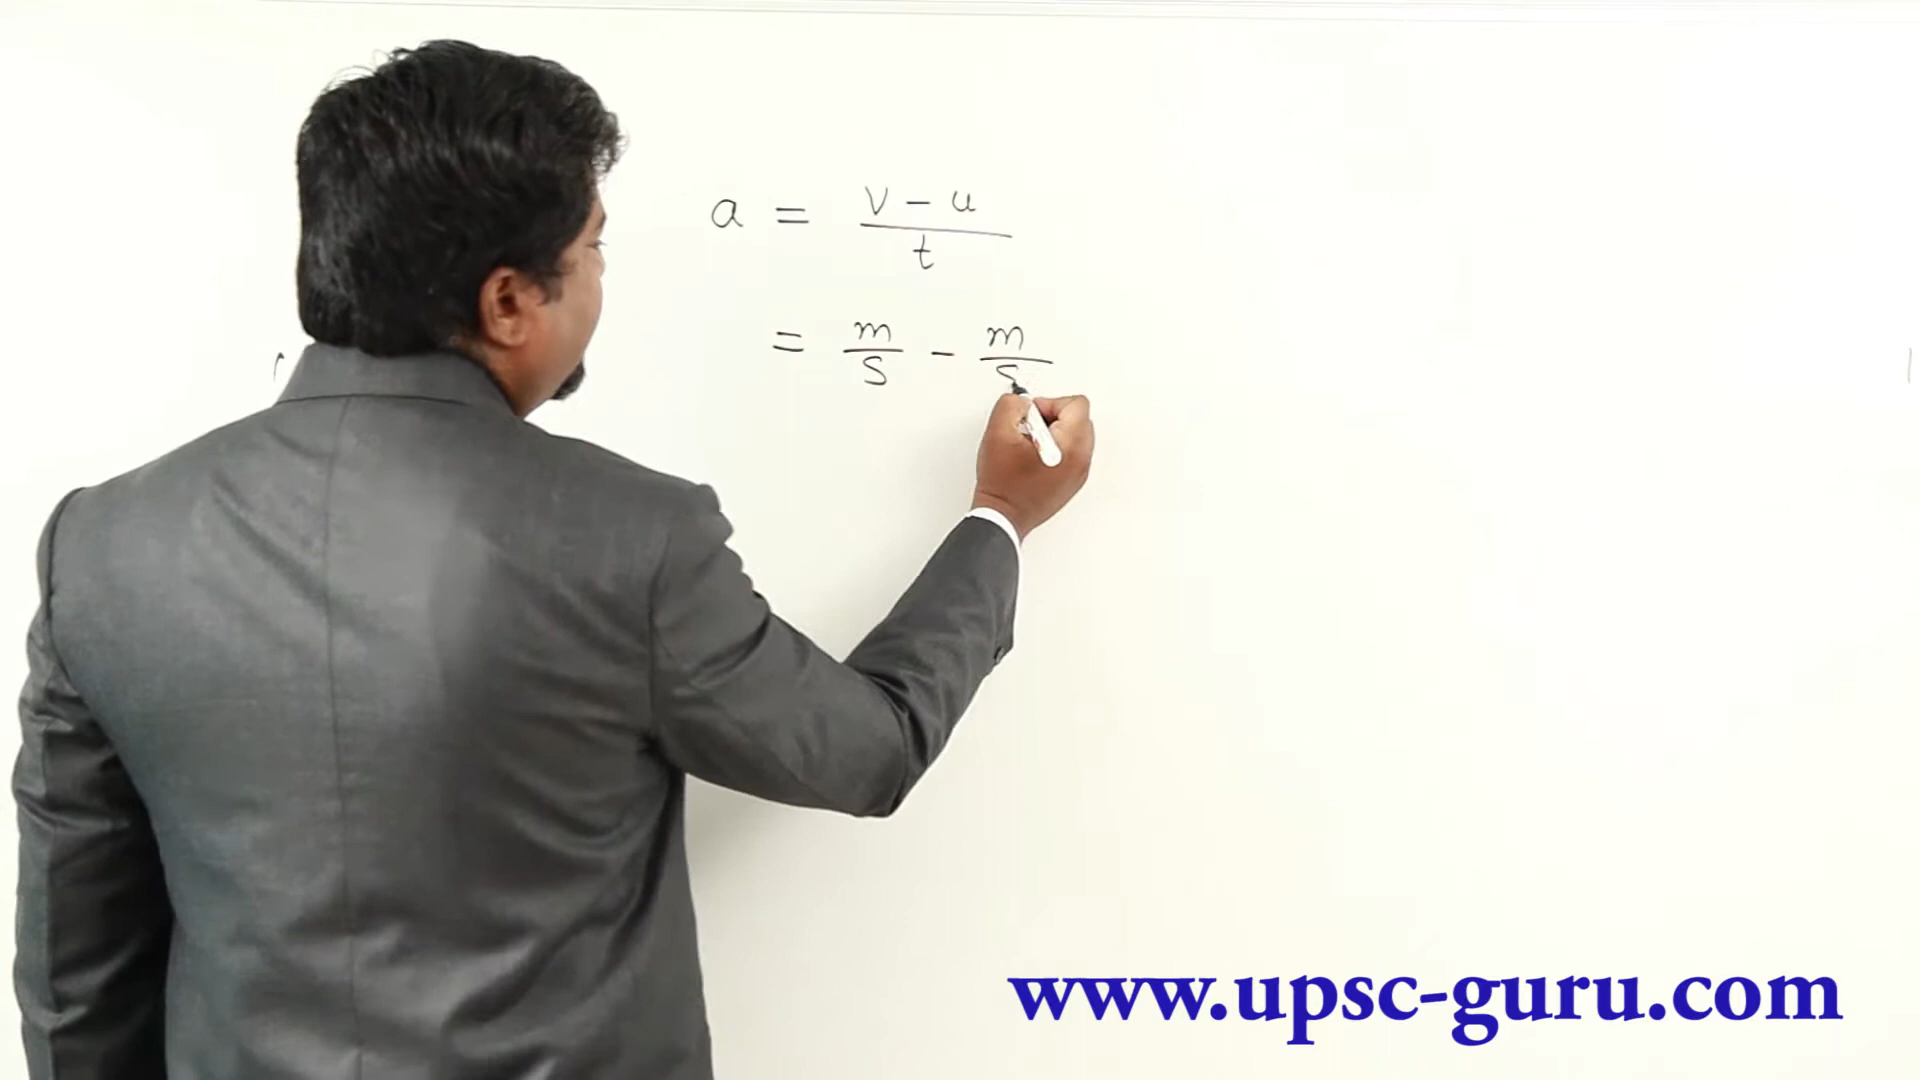 a = v - u
t
= m/s - m/s
www.upsc-guru.com